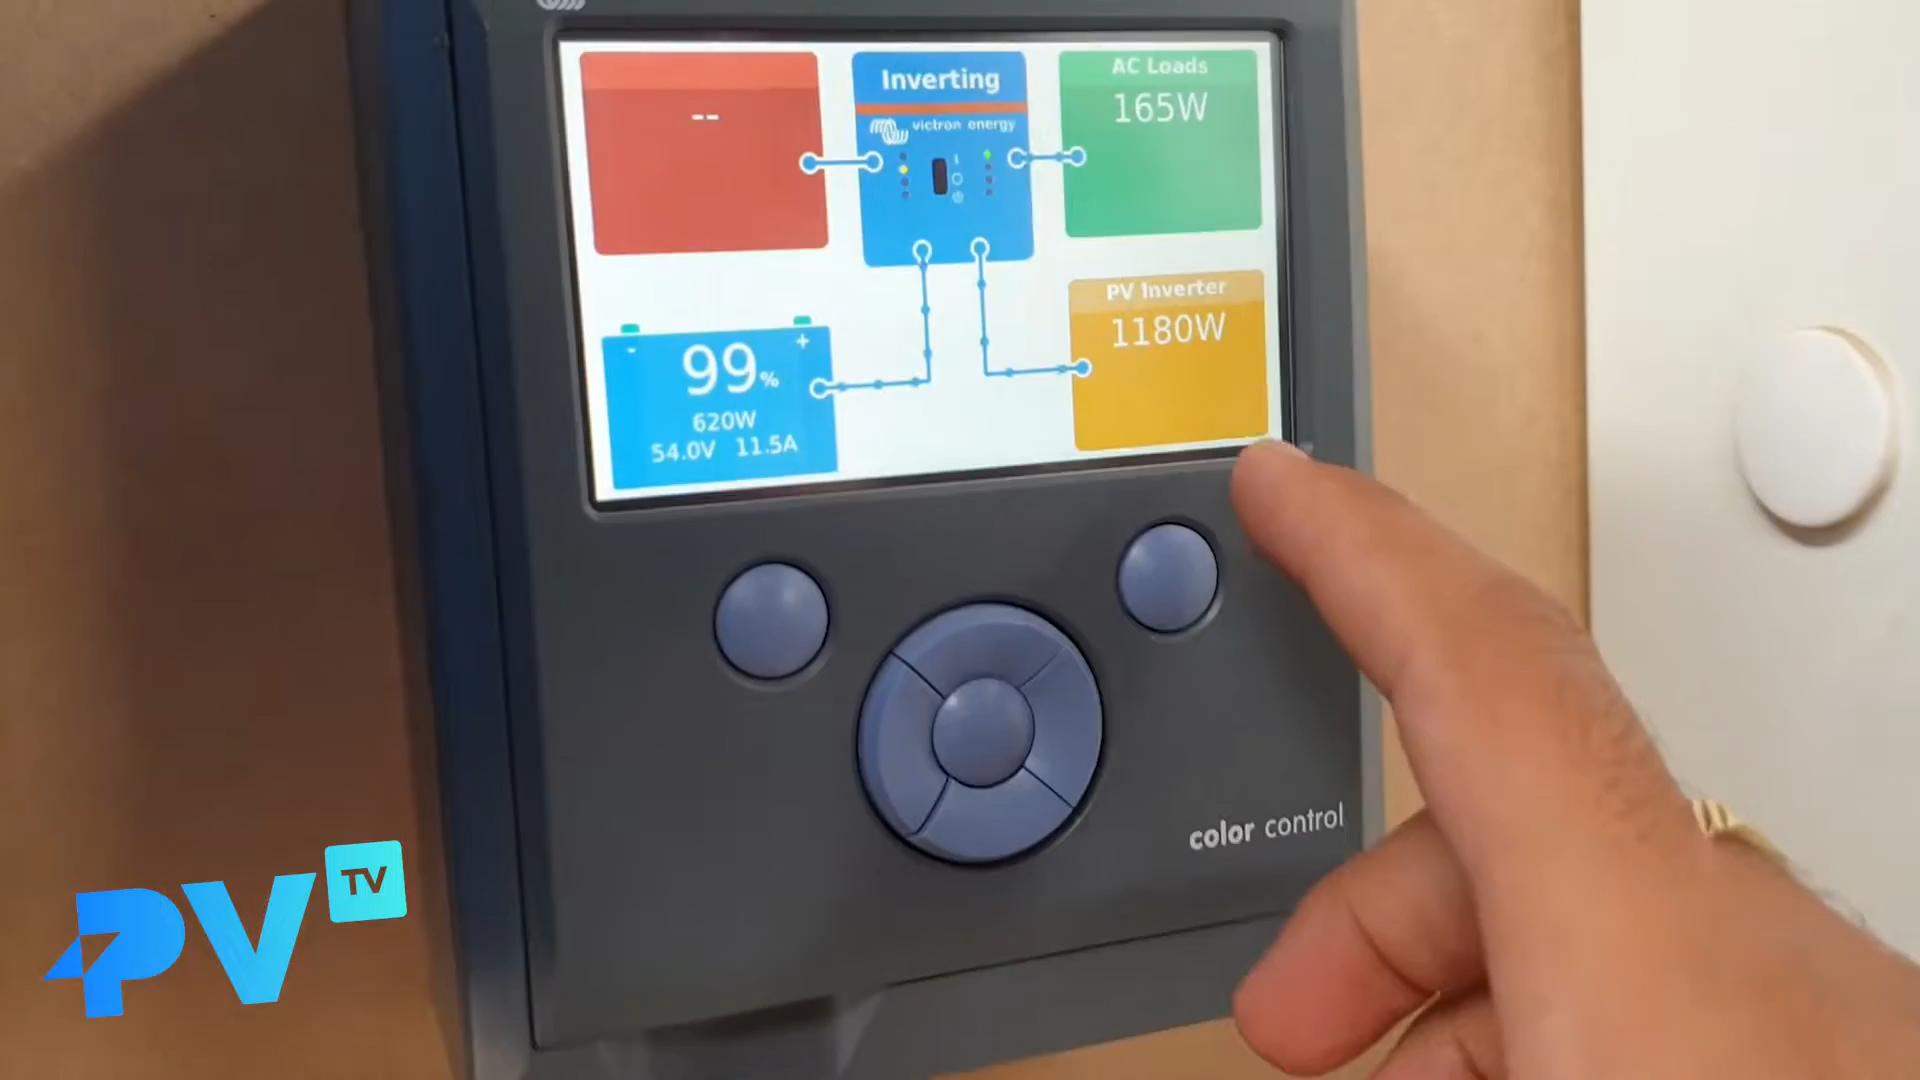 --
Inverting
victron energy
AC Loads
165W
PV Inverter
1180W
- +
99%
620W
54.0V 11.5A
color control
PV TV